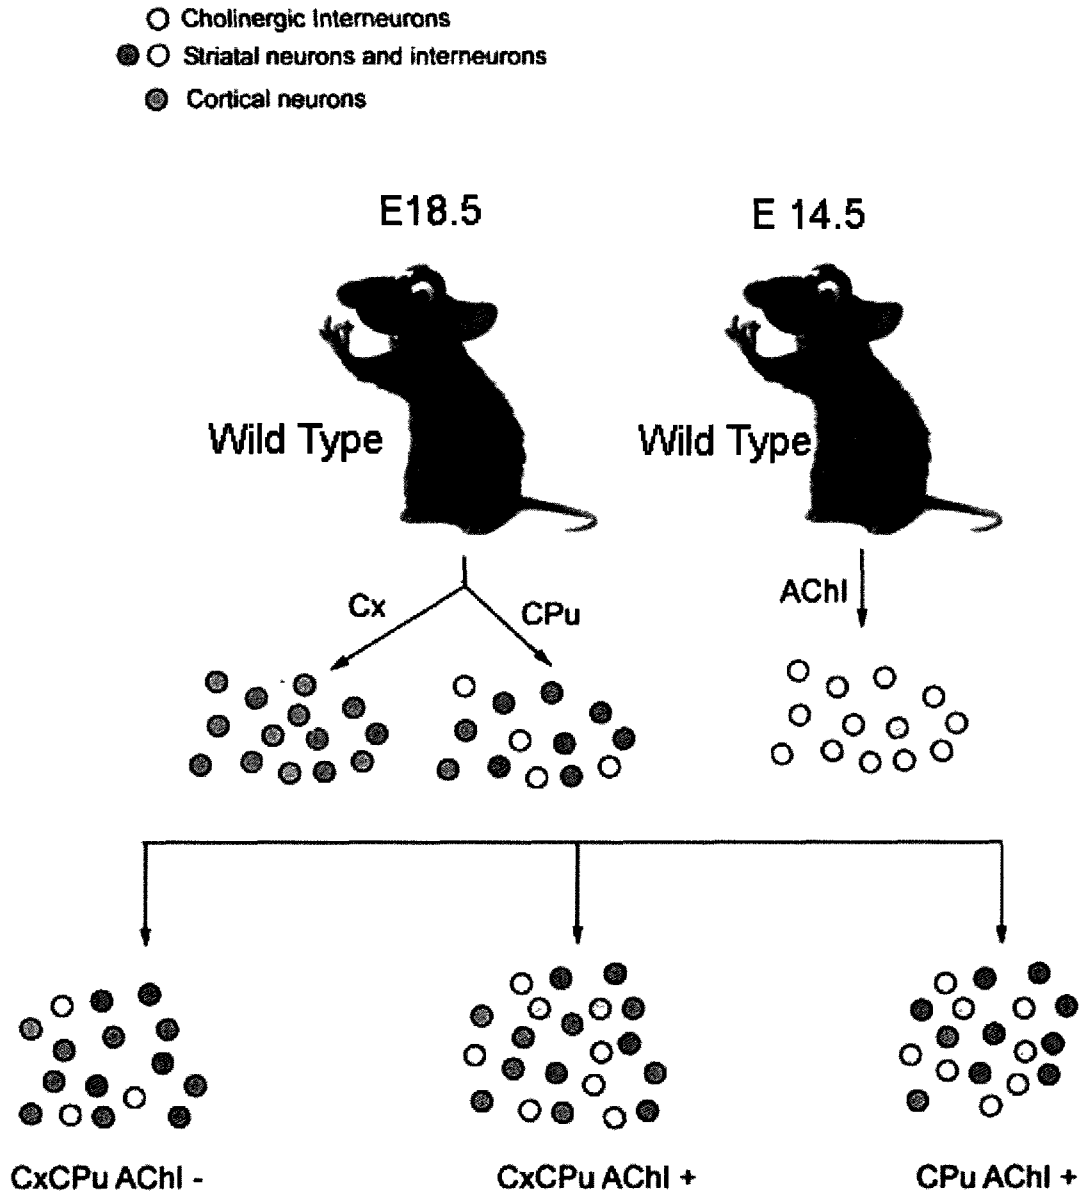 Cholinergic Interneurons
Striatal neurons and interneurons
Cortical neurons
E18.5
E 14.5
Wild Type
Wild Type
Cx
CPu
AChI
CxCPu AChI -
CxCPu AChI +
CPu AChI +